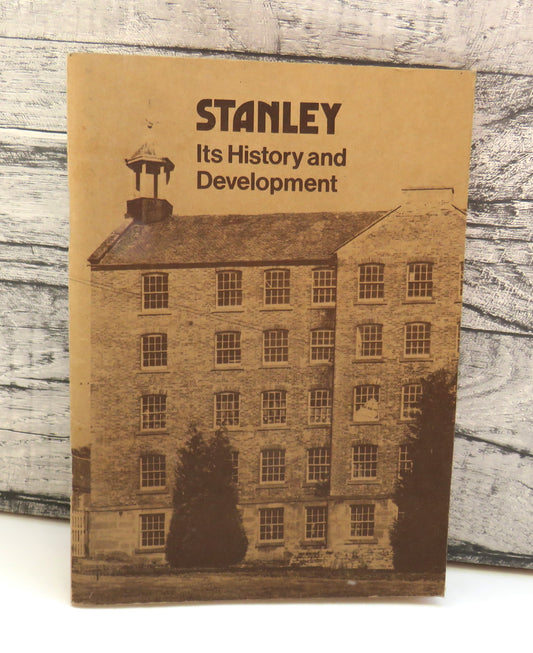 STANLEY
Its History and
Development